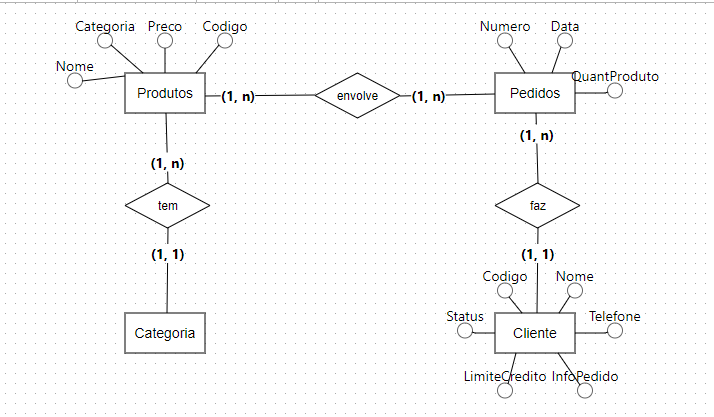 Categoria Preco Codigo
Numero Data
Nome
QuantProduto
Produtos (1, n) envolve (1, n) Pedidos
(1, n)
(1, n)
tem
faz
(1, 1)
(1, 1)
Codigo Nome
Status
Telefone
Categoria
Cliente
LimiteCredito InfoPedido